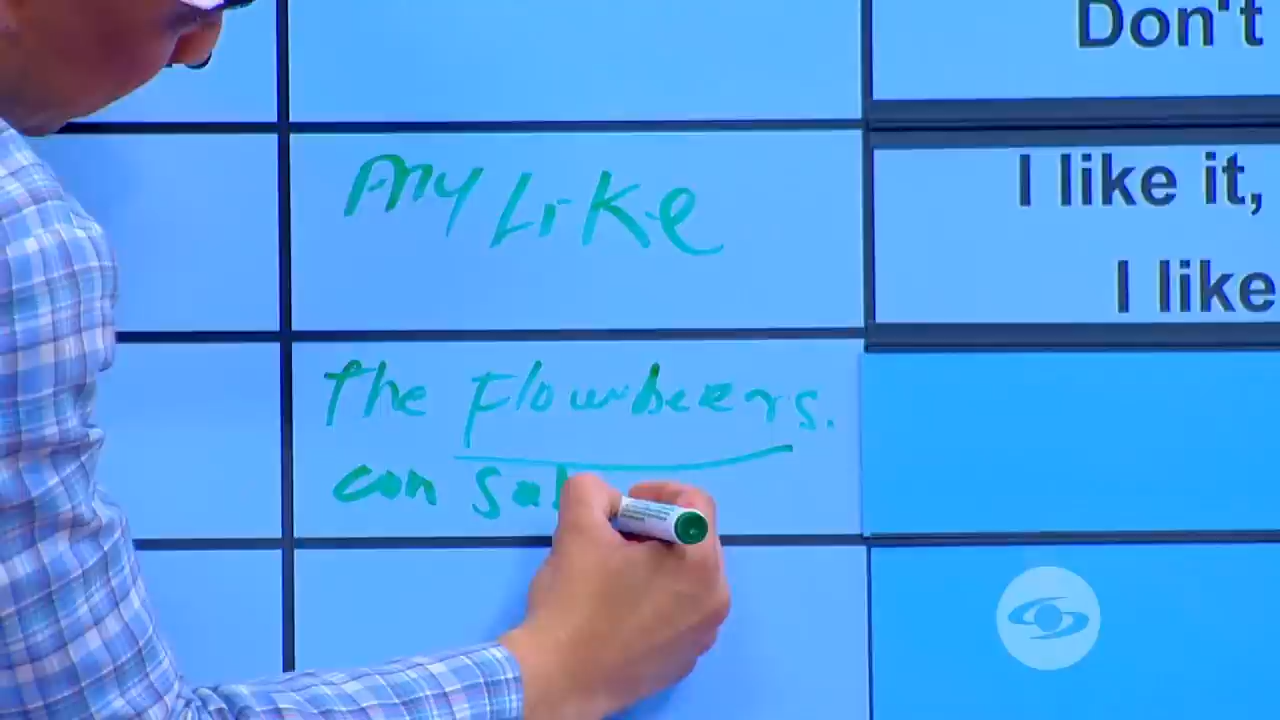 Don't
Any Like
I like it,
I like
The Flowbeers.
con